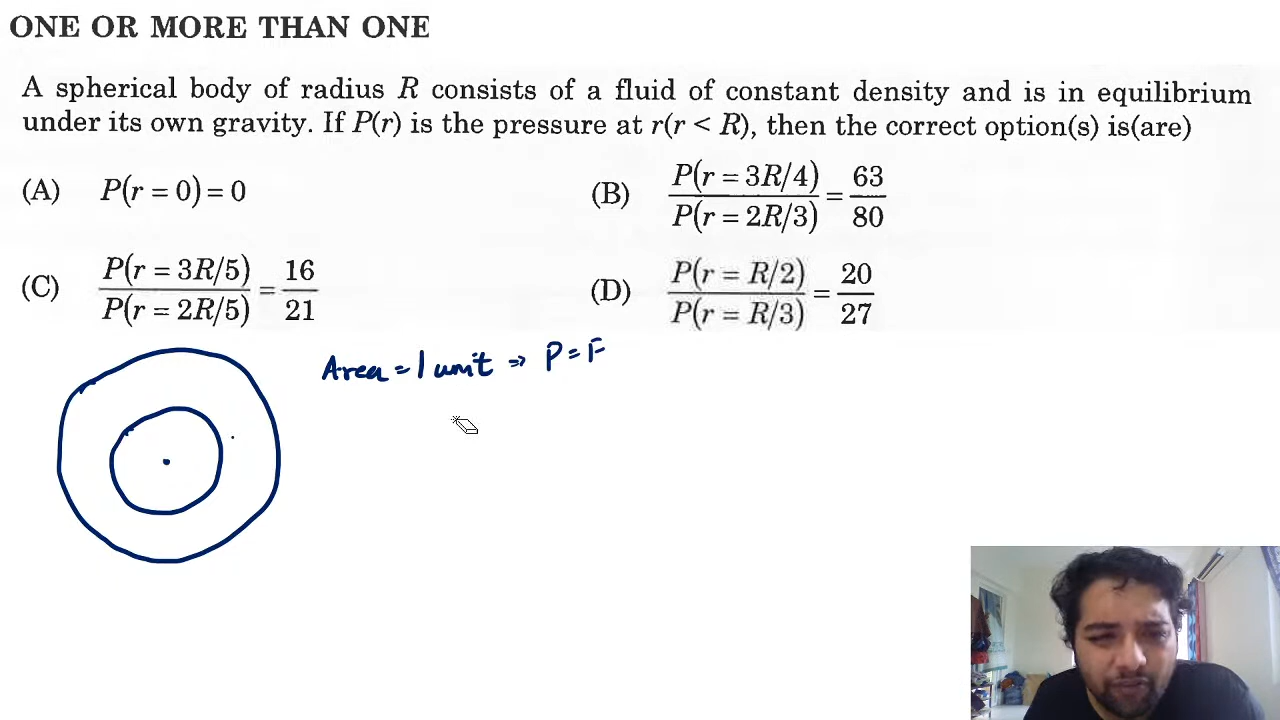 ONE OR MORE THAN ONE
A spherical body of radius R consists of a fluid of constant density and is in equilibrium
under its own gravity. If P(r) is the pressure at r(r < R), then the correct option(s) is(are)
(A) P(r = 0) = 0
(B) P(r = 3R/4) / P(r = 2R/3) = 63/80
(C) P(r = 3R/5) / P(r = 2R/5) = 16/21
(D) P(r = R/2) / P(r = R/3) = 20/27
Area = 1 unit ⇒ P = F